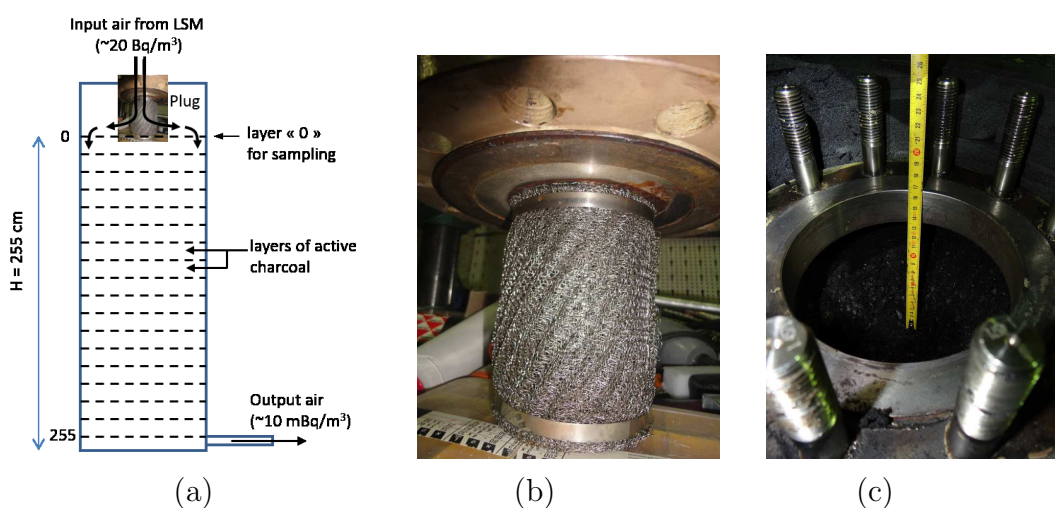 Input air from LSM
(~20 Bq/m³)
Plug
0
layer « 0 »
for sampling
H = 255 cm
layers of active
charcoal
Output air
(~10 mBq/m³)
255
(a)
(b)
(c)